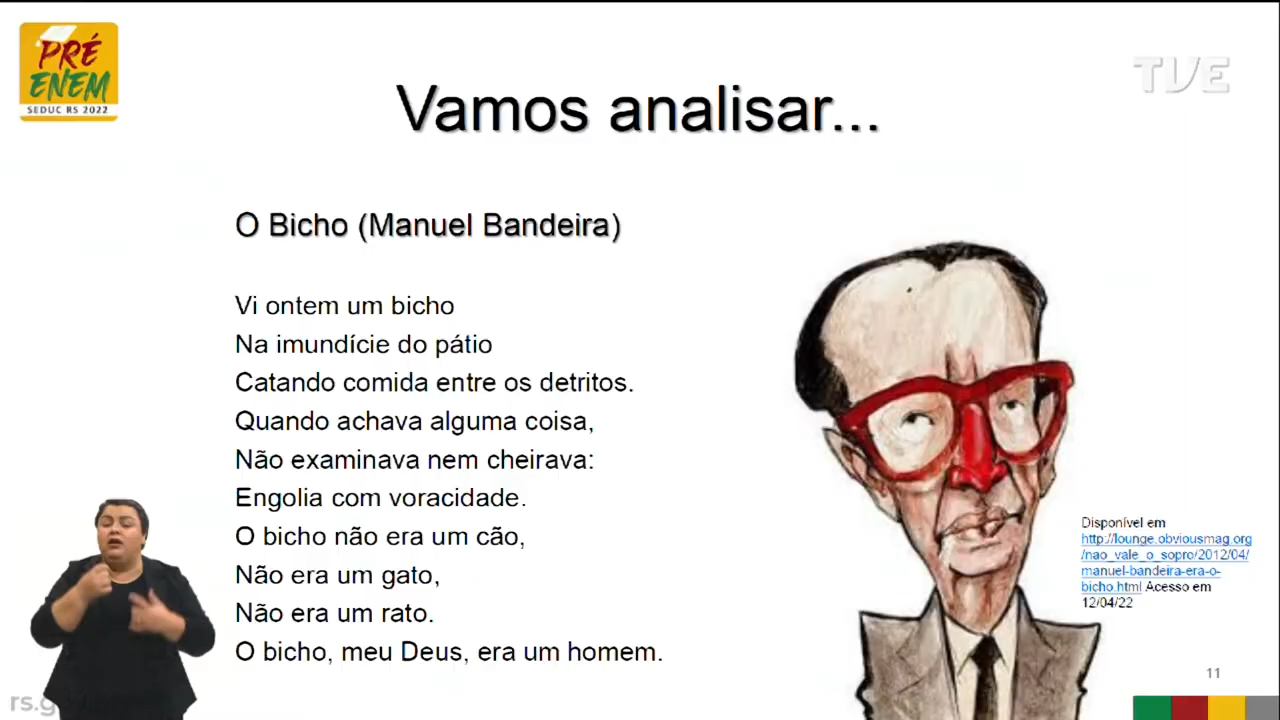 PRÉ
ENEM
SEDUC RS 2022
TVE
Vamos analisar...
O Bicho (Manuel Bandeira)
Vi ontem um bicho
Na imundície do pátio
Catando comida entre os detritos.
Quando achava alguma coisa,
Não examinava nem cheirava:
Engolia com voracidade.
O bicho não era um cão,
Não era um gato,
Não era um rato.
O bicho, meu Deus, era um homem.
Disponível em
http://lounge.obviousmag.org
/nao_vale_o_sopro/2012/04/
manuel-bandeira-era-o-
bicho.html Acesso em
12/04/22
11